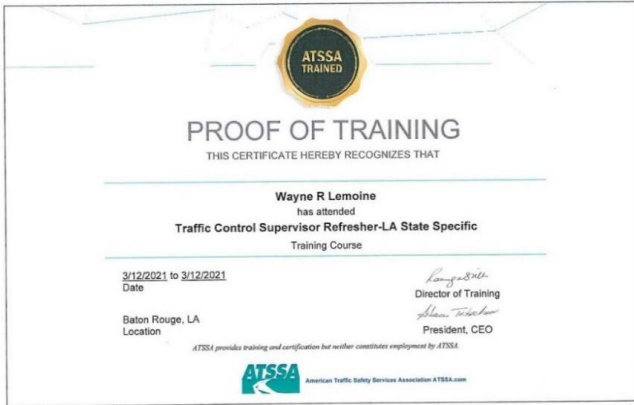 ATSSA
TRAINED
PROOF OF TRAINING
THIS CERTIFICATE HEREBY RECOGNIZES THAT
Wayne R Lemoine
has attended
Traffic Control Supervisor Refresher-LA State Specific
Training Course
3/12/2021 to 3/12/2021
Date
Director of Training
Baton Rouge, LA
Location
President, CEO
ATSSA provides training and certification but neither constitutes employment by ATSSA.
ATSSA
American Traffic Safety Services Association ATSSA.com